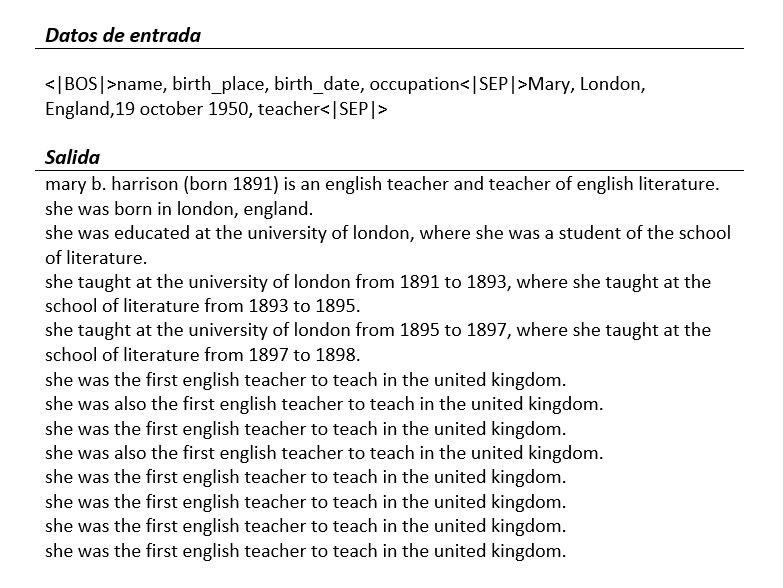 Datos de entrada
<|BOS|>name, birth_place, birth_date, occupation<|SEP|>Mary, London,
England,19 october 1950, teacher<|SEP|>
Salida
mary b. harrison (born 1891) is an english teacher and teacher of english literature.
she was born in london, england.
she was educated at the university of london, where she was a student of the school
of literature.
she taught at the university of london from 1891 to 1893, where she taught at the
school of literature from 1893 to 1895.
she taught at the university of london from 1895 to 1897, where she taught at the
school of literature from 1897 to 1898.
she was the first english teacher to teach in the united kingdom.
she was also the first english teacher to teach in the united kingdom.
she was the first english teacher to teach in the united kingdom.
she was also the first english teacher to teach in the united kingdom.
she was the first english teacher to teach in the united kingdom.
she was the first english teacher to teach in the united kingdom.
she was the first english teacher to teach in the united kingdom.
she was the first english teacher to teach in the united kingdom.